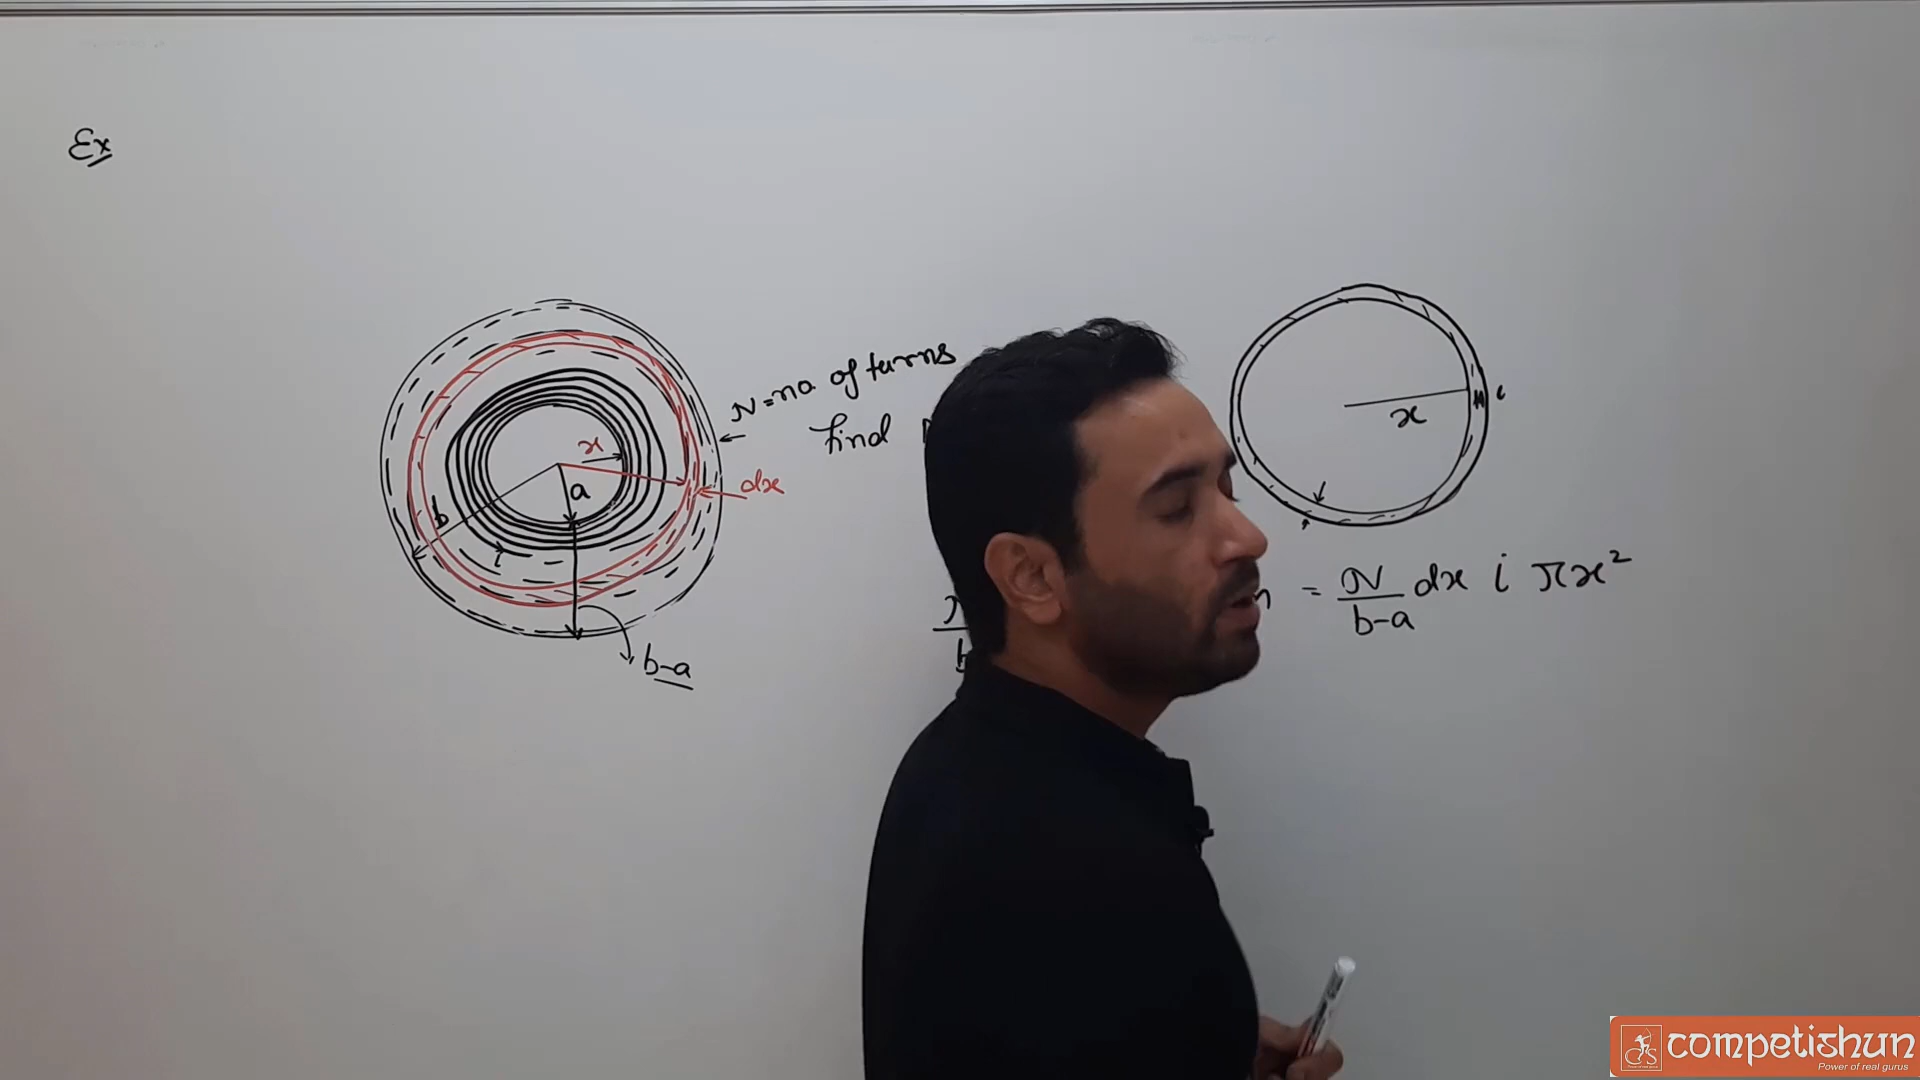 Ex
N = no of turns
find
x
a
b
dx
i
b-a
x
i
= N/(b-a) dx i πx²
competishun
Power of real gurus